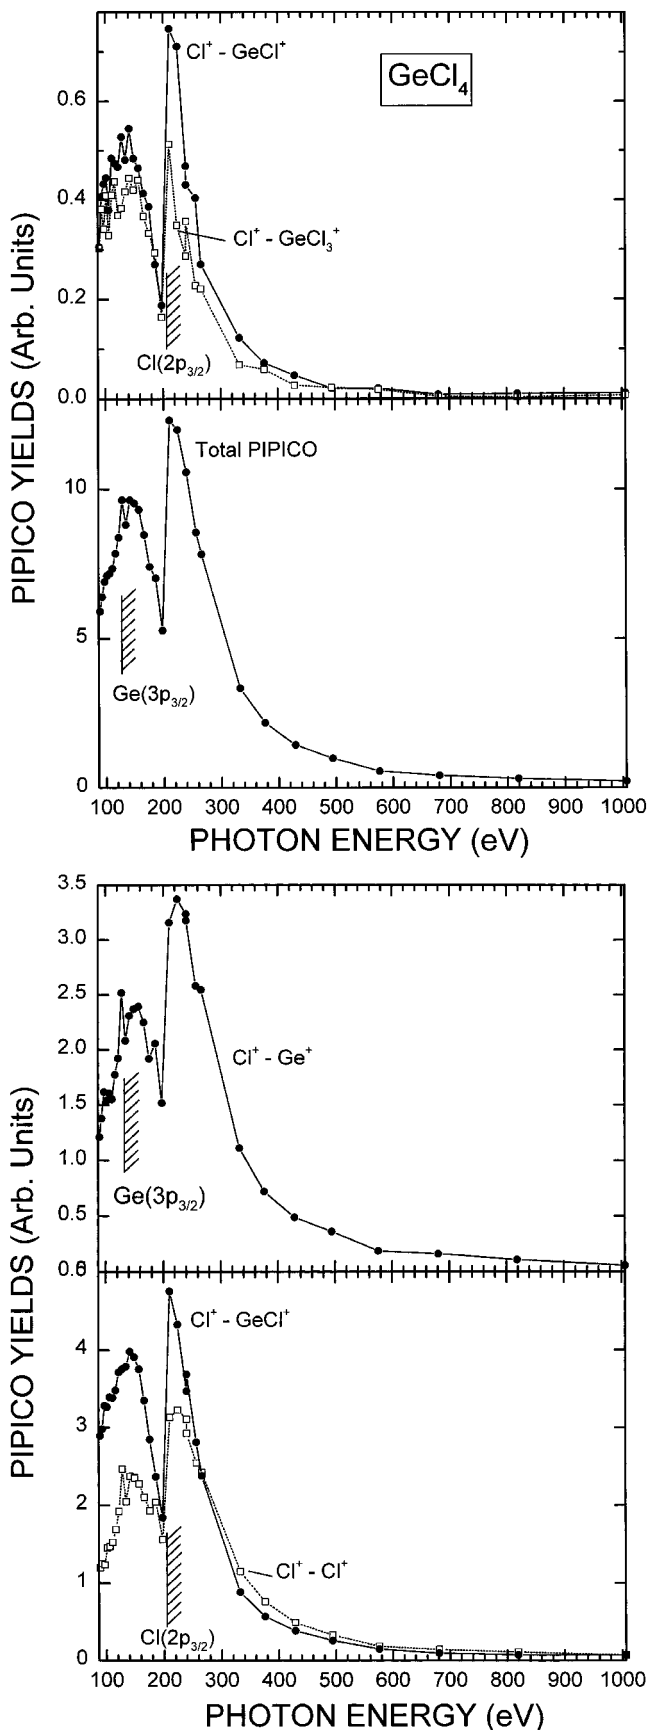 GeCl₄
Cl⁺ - GeCl⁺
0.6
0.4
Cl⁺ - GeCl₃⁺
0.2
Cl(2p₃/₂)
0.0
PIPICO YIELDS (Arb. Units)
Total PIPICO
10
5
Ge(3p₃/₂)
0
100 200 300 400 500 600 700 800 900 1000
PHOTON ENERGY (eV)
3.5
3.0
2.5
Cl⁺ - Ge⁺
2.0
1.5
Ge(3p₃/₂)
1.0
0.5
0.0
PIPICO YIELDS (Arb. Units)
Cl⁺ - GeCl⁺
4
3
2
Cl⁺ - Cl⁺
1
Cl(2p₃/₂)
0
100 200 300 400 500 600 700 800 900 1000
PHOTON ENERGY (eV)